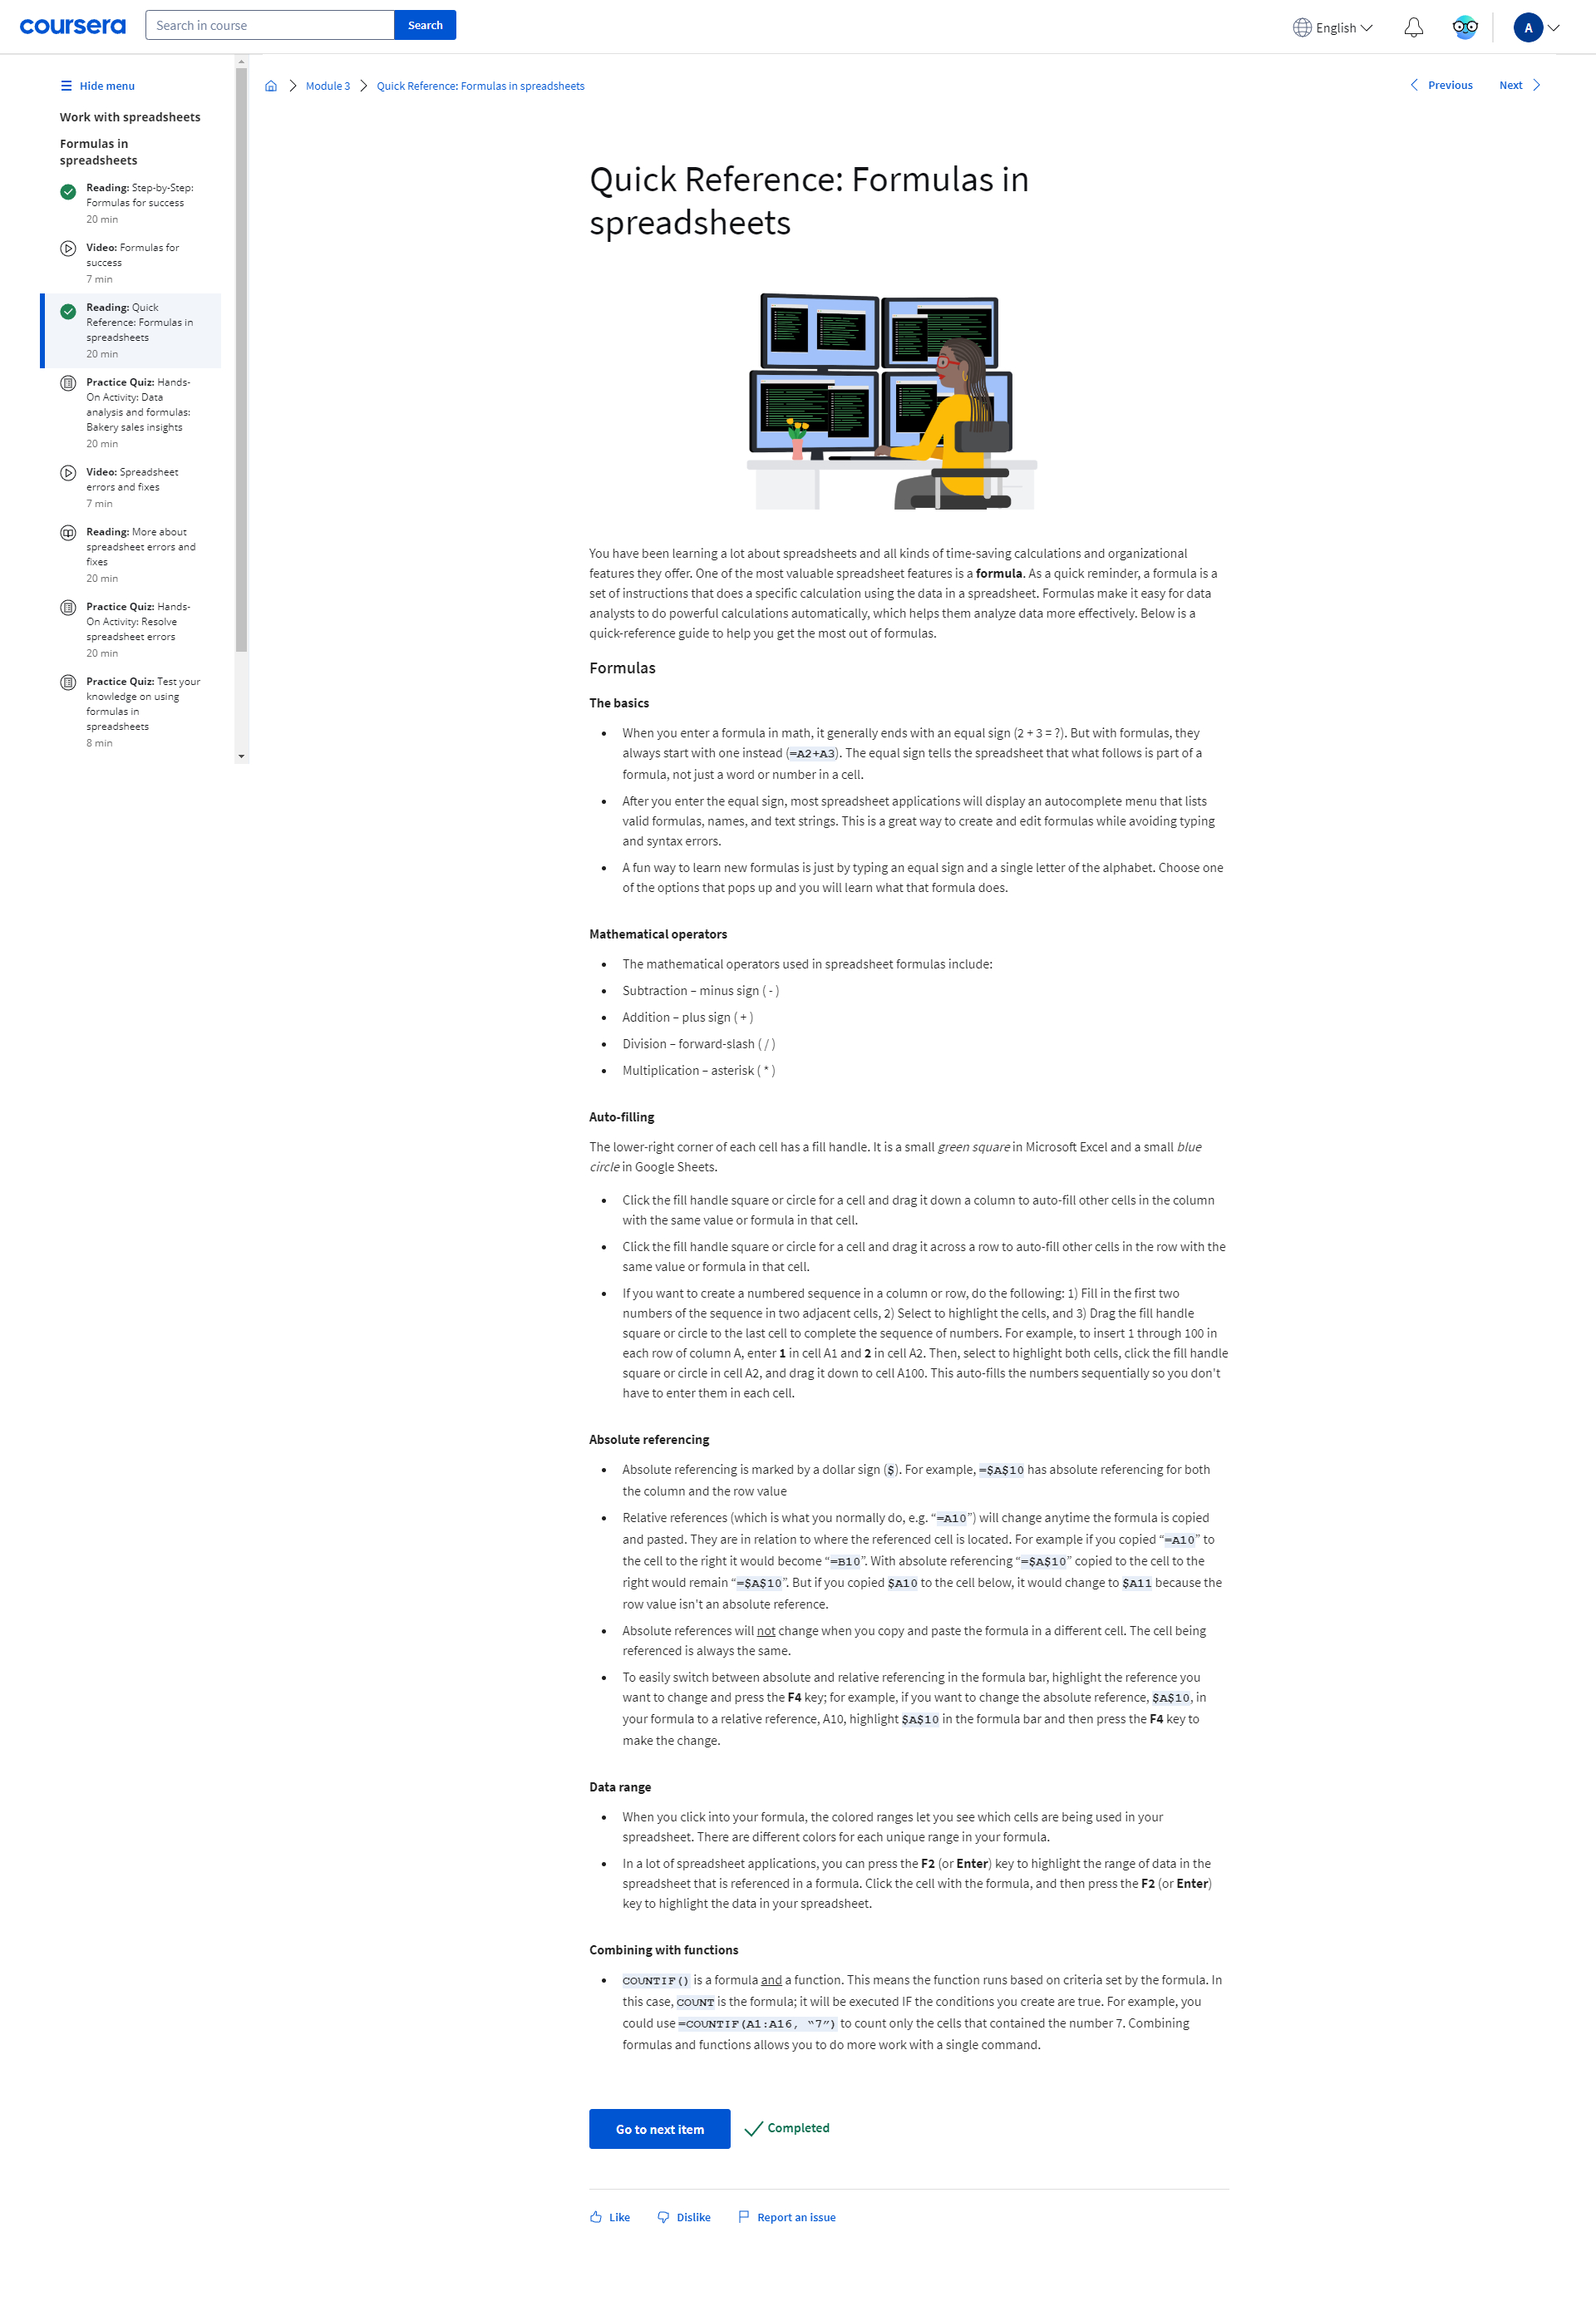 coursera
Search in course
Search
English
A
Hide menu
Work with spreadsheets
Formulas in
spreadsheets
Reading: Step-by-Step:
Formulas for success
20 min
Video: Formulas for
success
7 min
Reading: Quick
Reference: Formulas in
spreadsheets
20 min
Practice Quiz: Hands-
On Activity: Data
analysis and formulas:
Bakery sales insights
20 min
Video: Spreadsheet
errors and fixes
7 min
Reading: More about
spreadsheet errors and
fixes
20 min
Practice Quiz: Hands-
On Activity: Resolve
spreadsheet errors
20 min
Practice Quiz: Test your
knowledge on using
formulas in
spreadsheets
8 min
Module 3
Quick Reference: Formulas in spreadsheets
Previous
Next
Quick Reference: Formulas in
spreadsheets
You have been learning a lot about spreadsheets and all kinds of time-saving calculations and organizational
features they offer. One of the most valuable spreadsheet features is a formula. As a quick reminder, a formula is a
set of instructions that does a specific calculation using the data in a spreadsheet. Formulas make it easy for data
analysts to do powerful calculations automatically, which helps them analyze data more effectively. Below is a
quick-reference guide to help you get the most out of formulas.
Formulas
The basics
• When you enter a formula in math, it generally ends with an equal sign (2 + 3 = ?). But with formulas, they
always start with one instead (=A2+A3). The equal sign tells the spreadsheet that what follows is part of a
formula, not just a word or number in a cell.
• After you enter the equal sign, most spreadsheet applications will display an autocomplete menu that lists
valid formulas, names, and text strings. This is a great way to create and edit formulas while avoiding typing
and syntax errors.
• A fun way to learn new formulas is just by typing an equal sign and a single letter of the alphabet. Choose one
of the options that pops up and you will learn what that formula does.
Mathematical operators
• The mathematical operators used in spreadsheet formulas include:
• Subtraction – minus sign ( - )
• Addition – plus sign ( + )
• Division – forward-slash ( / )
• Multiplication – asterisk ( * )
Auto-filling
The lower-right corner of each cell has a fill handle. It is a small green square in Microsoft Excel and a small blue
circle in Google Sheets.
• Click the fill handle square or circle for a cell and drag it down a column to auto-fill other cells in the column
with the same value or formula in that cell.
• Click the fill handle square or circle for a cell and drag it across a row to auto-fill other cells in the row with the
same value or formula in that cell.
• If you want to create a numbered sequence in a column or row, do the following: 1) Fill in the first two
numbers of the sequence in two adjacent cells, 2) Select to highlight the cells, and 3) Drag the fill handle
square or circle to the last cell to complete the sequence of numbers. For example, to insert 1 through 100 in
each row of column A, enter 1 in cell A1 and 2 in cell A2. Then, select to highlight both cells, click the fill handle
square or circle in cell A2, and drag it down to cell A100. This auto-fills the numbers sequentially so you don't
have to enter them in each cell.
Absolute referencing
• Absolute referencing is marked by a dollar sign ($). For example, =$A$10 has absolute referencing for both
the column and the row value
• Relative references (which is what you normally do, e.g. “=A10”) will change anytime the formula is copied
and pasted. They are in relation to where the referenced cell is located. For example if you copied “=A10” to
the cell to the right it would become “=B10”. With absolute referencing “=$A$10” copied to the cell to the
right would remain “=$A$10”. But if you copied $A10 to the cell below, it would change to $A11 because the
row value isn't an absolute reference.
• Absolute references will not change when you copy and paste the formula in a different cell. The cell being
referenced is always the same.
• To easily switch between absolute and relative referencing in the formula bar, highlight the reference you
want to change and press the F4 key; for example, if you want to change the absolute reference, $A$10, in
your formula to a relative reference, A10, highlight $A$10 in the formula bar and then press the F4 key to
make the change.
Data range
• When you click into your formula, the colored ranges let you see which cells are being used in your
spreadsheet. There are different colors for each unique range in your formula.
• In a lot of spreadsheet applications, you can press the F2 (or Enter) key to highlight the range of data in the
spreadsheet that is referenced in a formula. Click the cell with the formula, and then press the F2 (or Enter)
key to highlight the data in your spreadsheet.
Combining with functions
• COUNTIF() is a formula and a function. This means the function runs based on criteria set by the formula. In
this case, COUNT is the formula; it will be executed IF the conditions you create are true. For example, you
could use =COUNTIF(A1:A16, “7”) to count only the cells that contained the number 7. Combining
formulas and functions allows you to do more work with a single command.
Go to next item
Completed
Like
Dislike
Report an issue